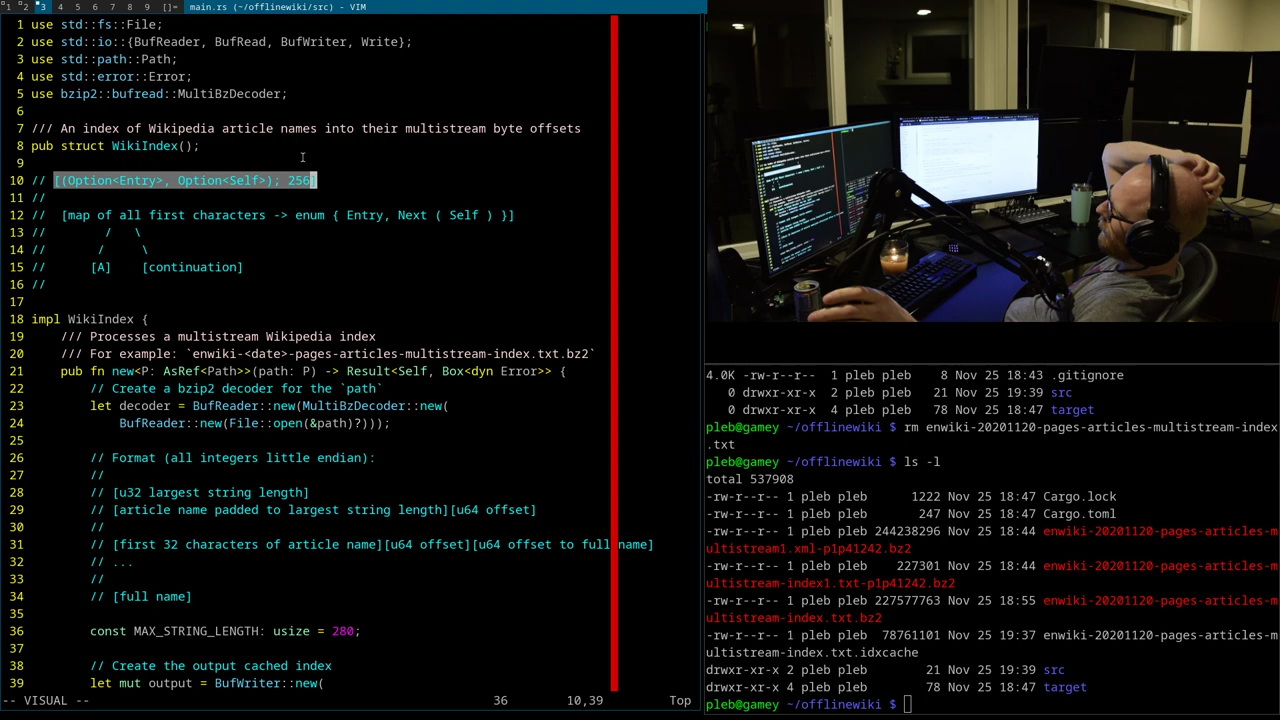 1 2 3 4 5 6 7 8 9 []= main.rs (~/offlinewiki/src) - VIM
1 use std::fs::File;
2 use std::io::{BufReader, BufRead, BufWriter, Write};
3 use std::path::Path;
4 use std::error::Error;
5 use bzip2::bufread::MultiBzDecoder;
6
7 /// An index of Wikipedia article names into their multistream byte offsets
8 pub struct WikiIndex();
9
10 // [(Option<Entry>, Option<Self>); 256]
11 //
12 //  [map of all first characters -> enum { Entry, Next ( Self ) }]
13 //        /   \
14 //       /     \
15 //      [A]     [continuation]
16 //
17
18 impl WikiIndex {
19     /// Processes a multistream Wikipedia index
20     /// For example: `enwiki-<date>-pages-articles-multistream-index.txt.bz2`
21     pub fn new<P: AsRef<Path>>(path: P) -> Result<Self, Box<dyn Error>> {
22         // Create a bzip2 decoder for the `path`
23         let decoder = BufReader::new(MultiBzDecoder::new(
24             BufReader::new(File::open(&path)?)));
25
26         // Format (all integers little endian):
27         //
28         // [u32 largest string length]
29         // [article name padded to largest string length][u64 offset]
30         //
31         // [first 32 characters of article name][u64 offset][u64 offset to full name]
32         // ...
33         //
34         // [full name]
35
36         const MAX_STRING_LENGTH: usize = 280;
37
38         // Create the output cached index
39         let mut output = BufWriter::new(
-- VISUAL -- 36 10,39 Top
4.0K -rw-r--r--  1 pleb pleb    8 Nov 25 18:43 .gitignore
   0 drwxr-xr-x  2 pleb pleb   21 Nov 25 19:39 src
   0 drwxr-xr-x  4 pleb pleb   78 Nov 25 18:47 target
pleb@gamey ~/offlinewiki $ rm enwiki-20201120-pages-articles-multistream-index
.txt
pleb@gamey ~/offlinewiki $ ls -l
total 537908
-rw-r--r-- 1 pleb pleb      1222 Nov 25 18:47 Cargo.lock
-rw-r--r-- 1 pleb pleb       247 Nov 25 18:47 Cargo.toml
-rw-r--r-- 1 pleb pleb 244238296 Nov 25 18:44 enwiki-20201120-pages-articles-m
ultistream1.xml-p1p41242.bz2
-rw-r--r-- 1 pleb pleb    227301 Nov 25 18:44 enwiki-20201120-pages-articles-m
ultistream-index1.txt-p1p41242.bz2
-rw-r--r-- 1 pleb pleb 227577763 Nov 25 18:55 enwiki-20201120-pages-articles-m
ultistream-index.txt.bz2
-rw-r--r-- 1 pleb pleb  78761101 Nov 25 19:37 enwiki-20201120-pages-articles-m
ultistream-index.txt.idxcache
drwxr-xr-x 2 pleb pleb        21 Nov 25 19:39 src
drwxr-xr-x 4 pleb pleb        78 Nov 25 18:47 target
pleb@gamey ~/offlinewiki $